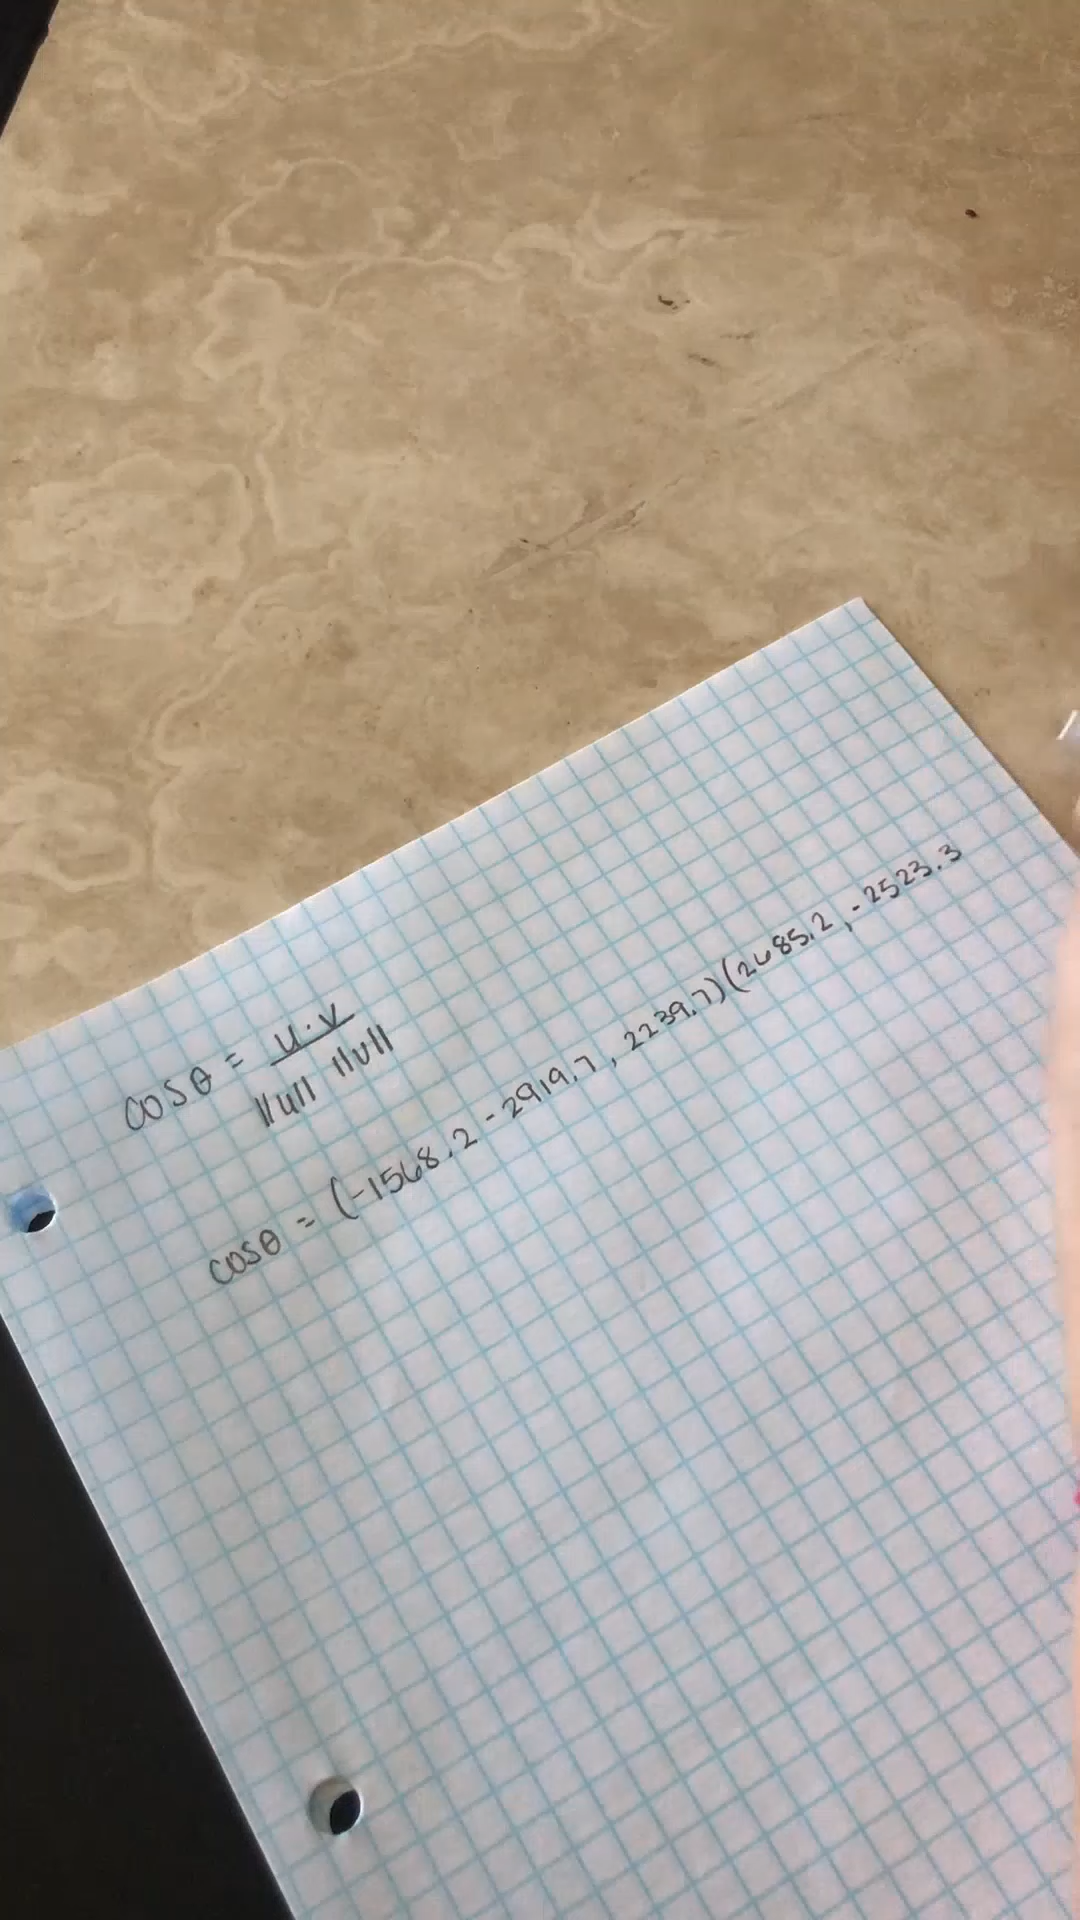 cosθ = u·v
||u|| ||v||
cosθ = (-1568.2 - 2919.7, 2239.7)(2685.2, -2523.3